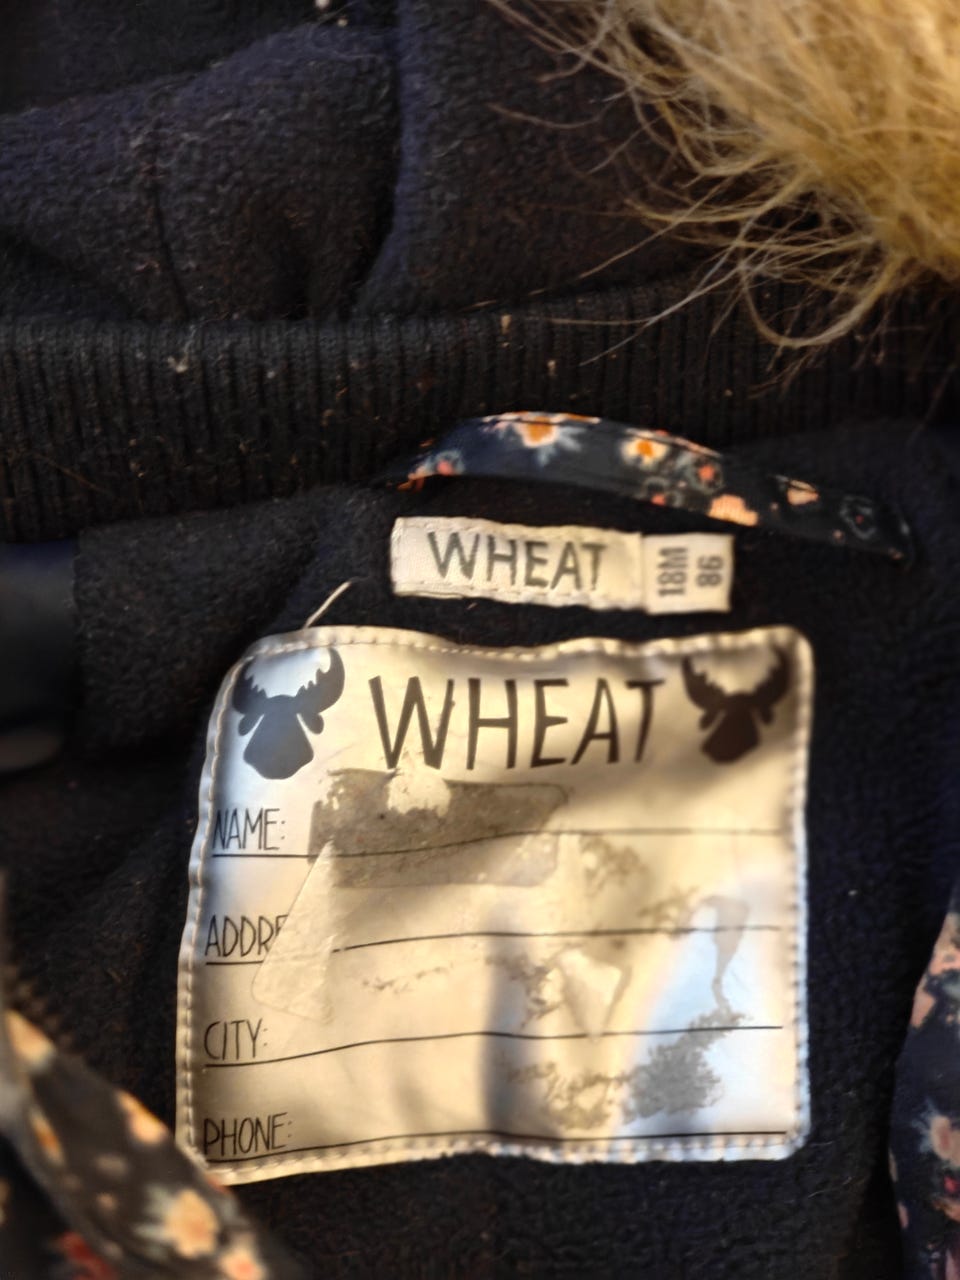 WHEAT
18M
86
WHEAT
NAME:
ADDRE
CITY:
PHONE: